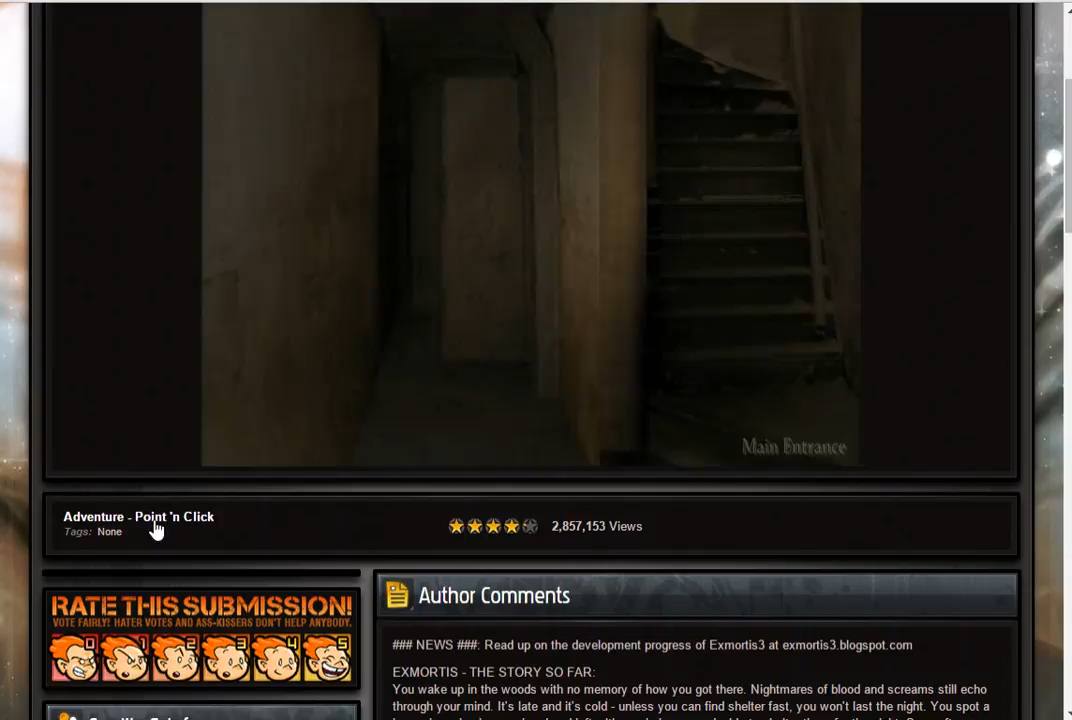 Main Entrance
Adventure - Point 'n Click
Tags: None
2,857,153 Views
RATE THIS SUBMISSION!
VOTE FAIRLY! HATER VOTES AND ASS-KISSERS DON'T HELP ANYBODY.
0 1 2 3 4 5
Author Comments
### NEWS ###: Read up on the development progress of Exmortis3 at exmortis3.blogspot.com
EXMORTIS - THE STORY SO FAR:
You wake up in the woods with no memory of how you got there. Nightmares of blood and screams still echo
through your mind. It's late and it's cold - unless you can find shelter fast, you won't last the night. You spot a